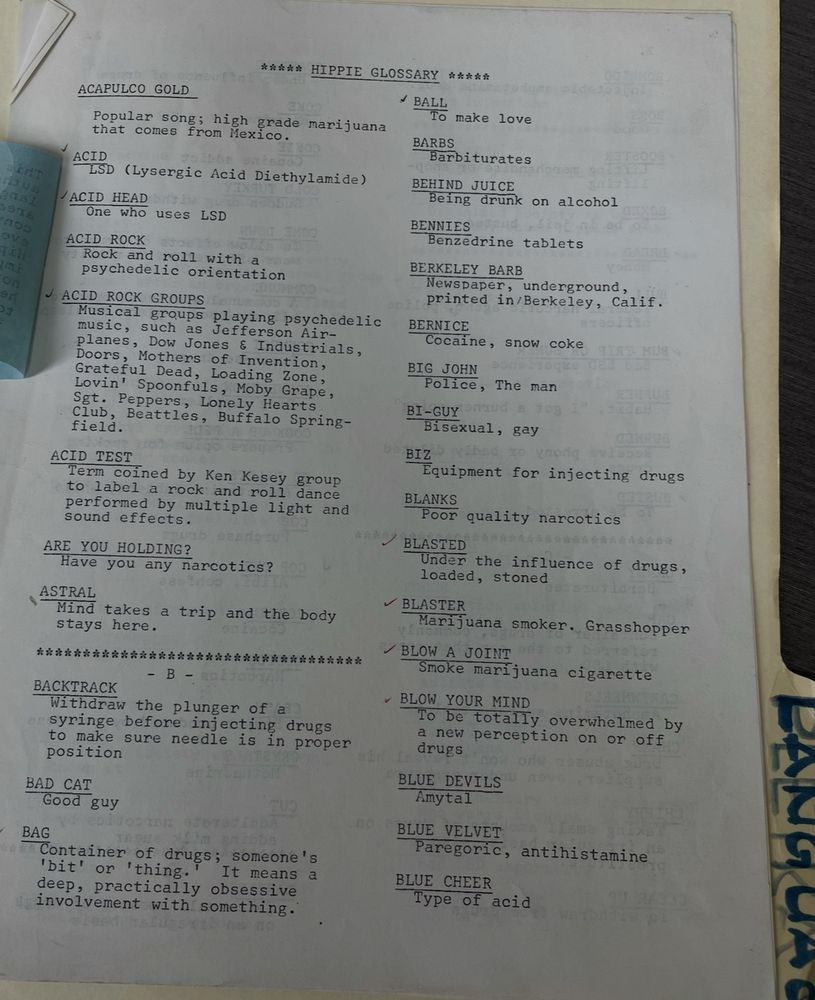 ***** HIPPIE GLOSSARY *****
ACAPULCO GOLD
Popular song; high grade marijuana
that comes from Mexico.
ACID
LSD (Lysergic Acid Diethylamide)
ACID HEAD
One who uses LSD
ACID ROCK
Rock and roll with a
psychedelic orientation
ACID ROCK GROUPS
Musical groups playing psychedelic
music, such as Jefferson Air-
planes, Dow Jones & Industrials,
Doors, Mothers of Invention,
Grateful Dead, Loading Zone,
Lovin' Spoonfuls, Moby Grape,
Sgt. Peppers, Lonely Hearts
Club, Beattles, Buffalo Spring-
field.
ACID TEST
Term coined by Ken Kesey group
to label a rock and roll dance
performed by multiple light and
sound effects.
ARE YOU HOLDING?
Have you any narcotics?
ASTRAL
Mind takes a trip and the body
stays here.
***********************************
- B -
BACKTRACK
Withdraw the plunger of a
syringe before injecting drugs
to make sure needle is in proper
position
BAD CAT
Good guy
BAG
Container of drugs; someone's
'bit' or 'thing.' It means a
deep, practically obsessive
involvement with something.
BALL
To make love
BARBS
Barbiturates
BEHIND JUICE
Being drunk on alcohol
BENNIES
Benzedrine tablets
BERKELEY BARB
Newspaper, underground,
printed in/Berkeley, Calif.
BERNICE
Cocaine, snow coke
BIG JOHN
Police, The man
BI-GUY
Bisexual, gay
BIZ
Equipment for injecting drugs
BLANKS
Poor quality narcotics
BLASTED
Under the influence of drugs,
loaded, stoned
BLASTER
Marijuana smoker. Grasshopper
BLOW A JOINT
Smoke marijuana cigarette
BLOW YOUR MIND
To be totally overwhelmed by
a new perception on or off
drugs
BLUE DEVILS
Amytal
BLUE VELVET
Paregoric, antihistamine
BLUE CHEER
Type of acid